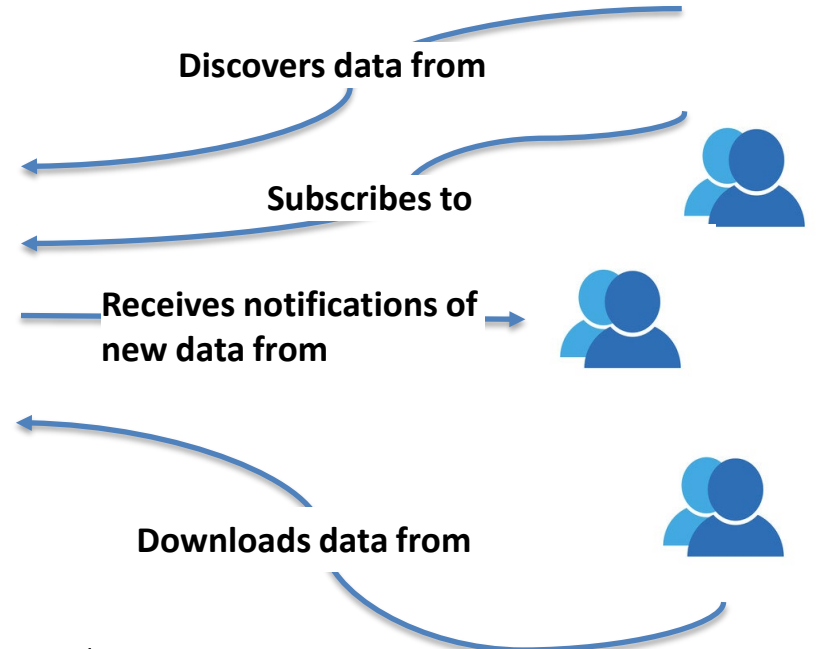 Discovers data from
Subscribes to
Receives notifications of
new data from
Downloads data from